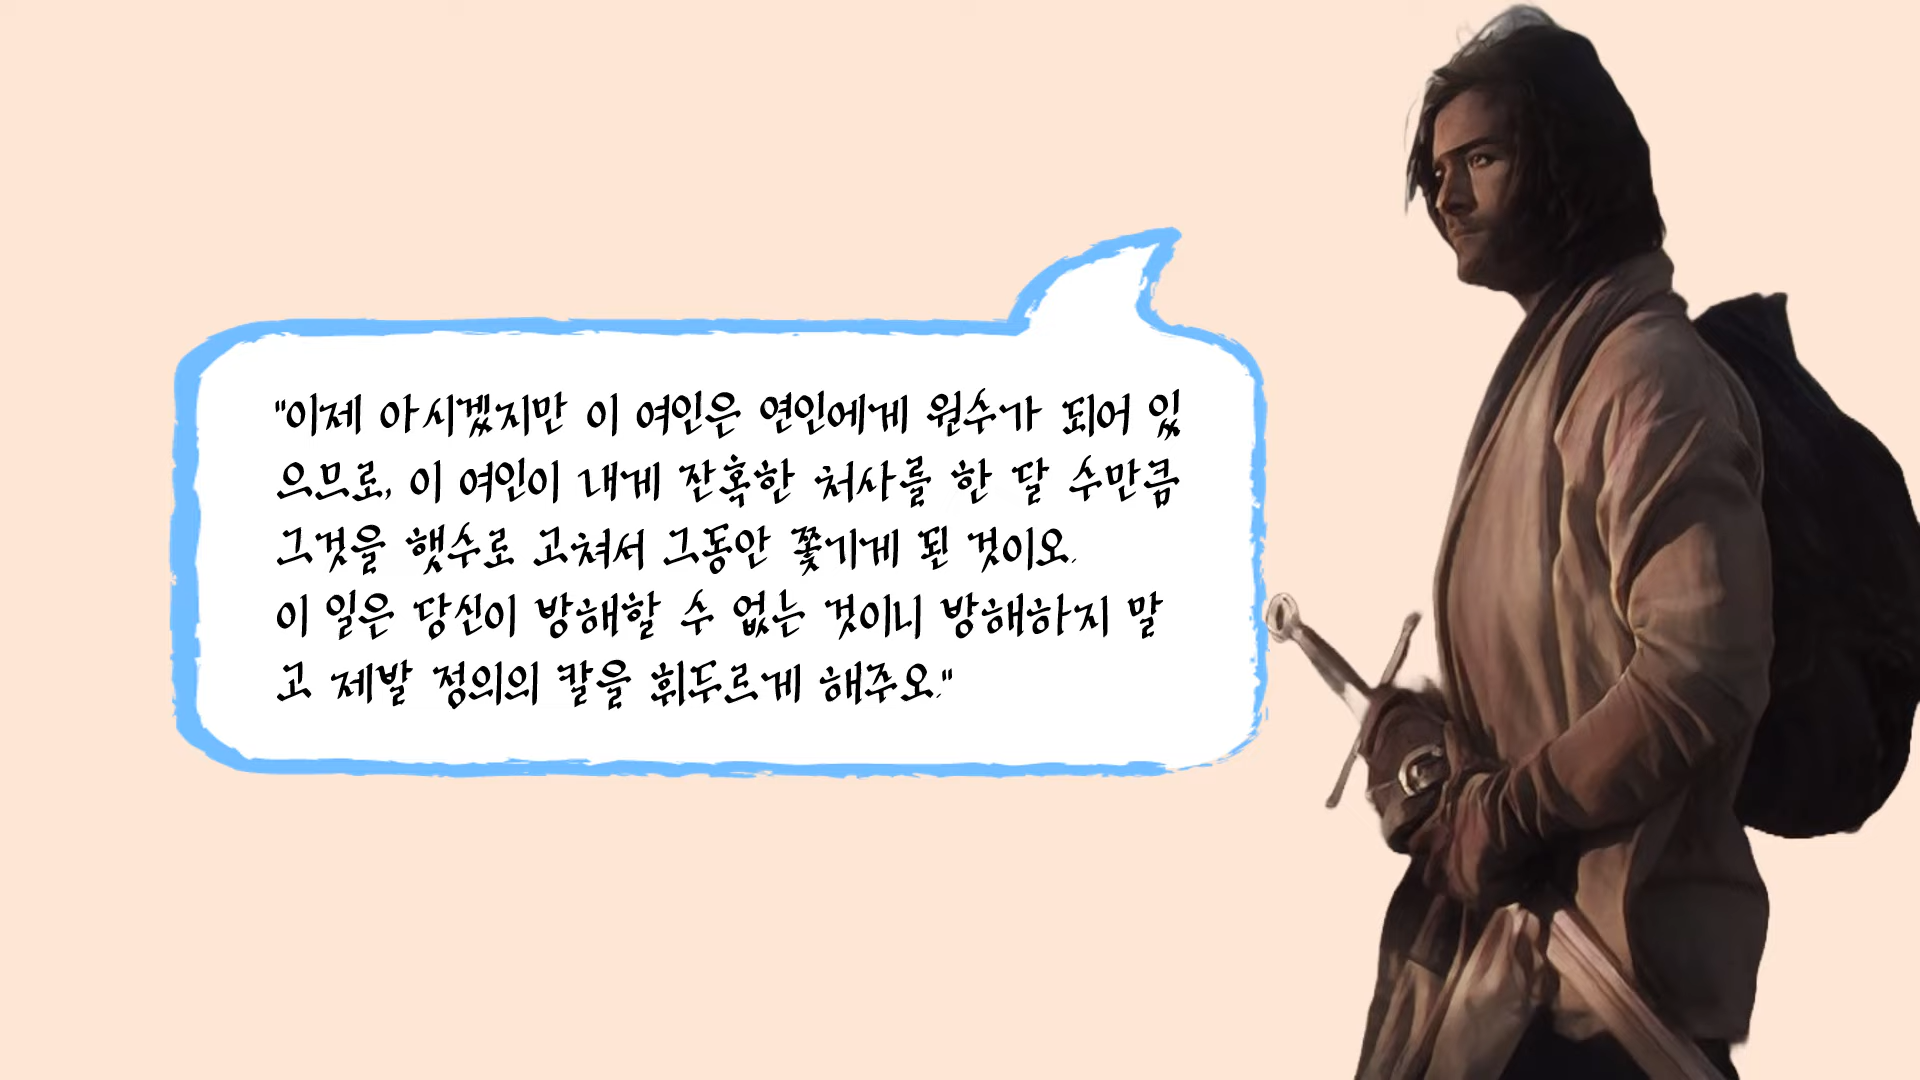 "이제 아시겠지만 이 여인은 연인에게 원수가 되어 있
으므로, 이 여인이 내게 잔혹한 처사를 한 달 수만큼
그것을 햇수로 고쳐서 그동안 쫓기게 된 것이오.
이 일은 당신이 방해할 수 없는 것이니 방해하지 말
고 제발 정의의 칼을 휘두르게 해주오."